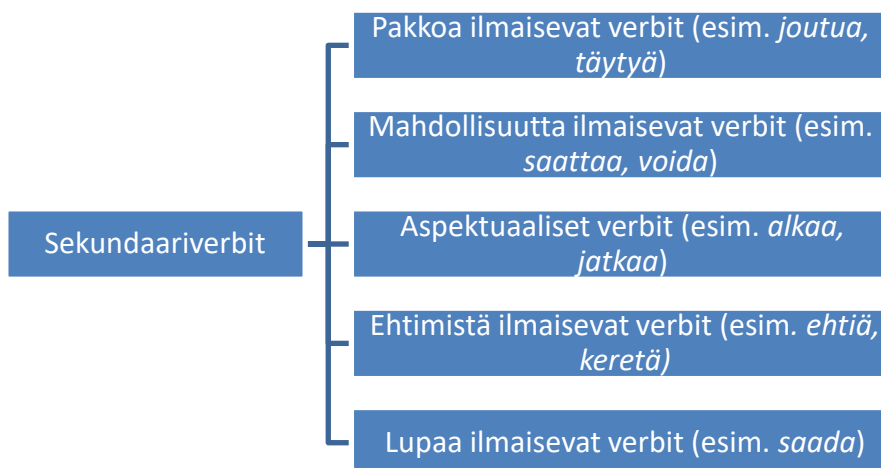 Pakkoa ilmaisevat verbit (esim. joutua,
täytyä)
Mahdollisuutta ilmaisevat verbit (esim.
saattaa, voida)
Sekundaariverbit
Aspektuaaliset verbit (esim. alkaa,
jatkaa)
Ehtimistä ilmaisevat verbit (esim. ehtiä,
keretä)
Lupaa ilmaisevat verbit (esim. saada)